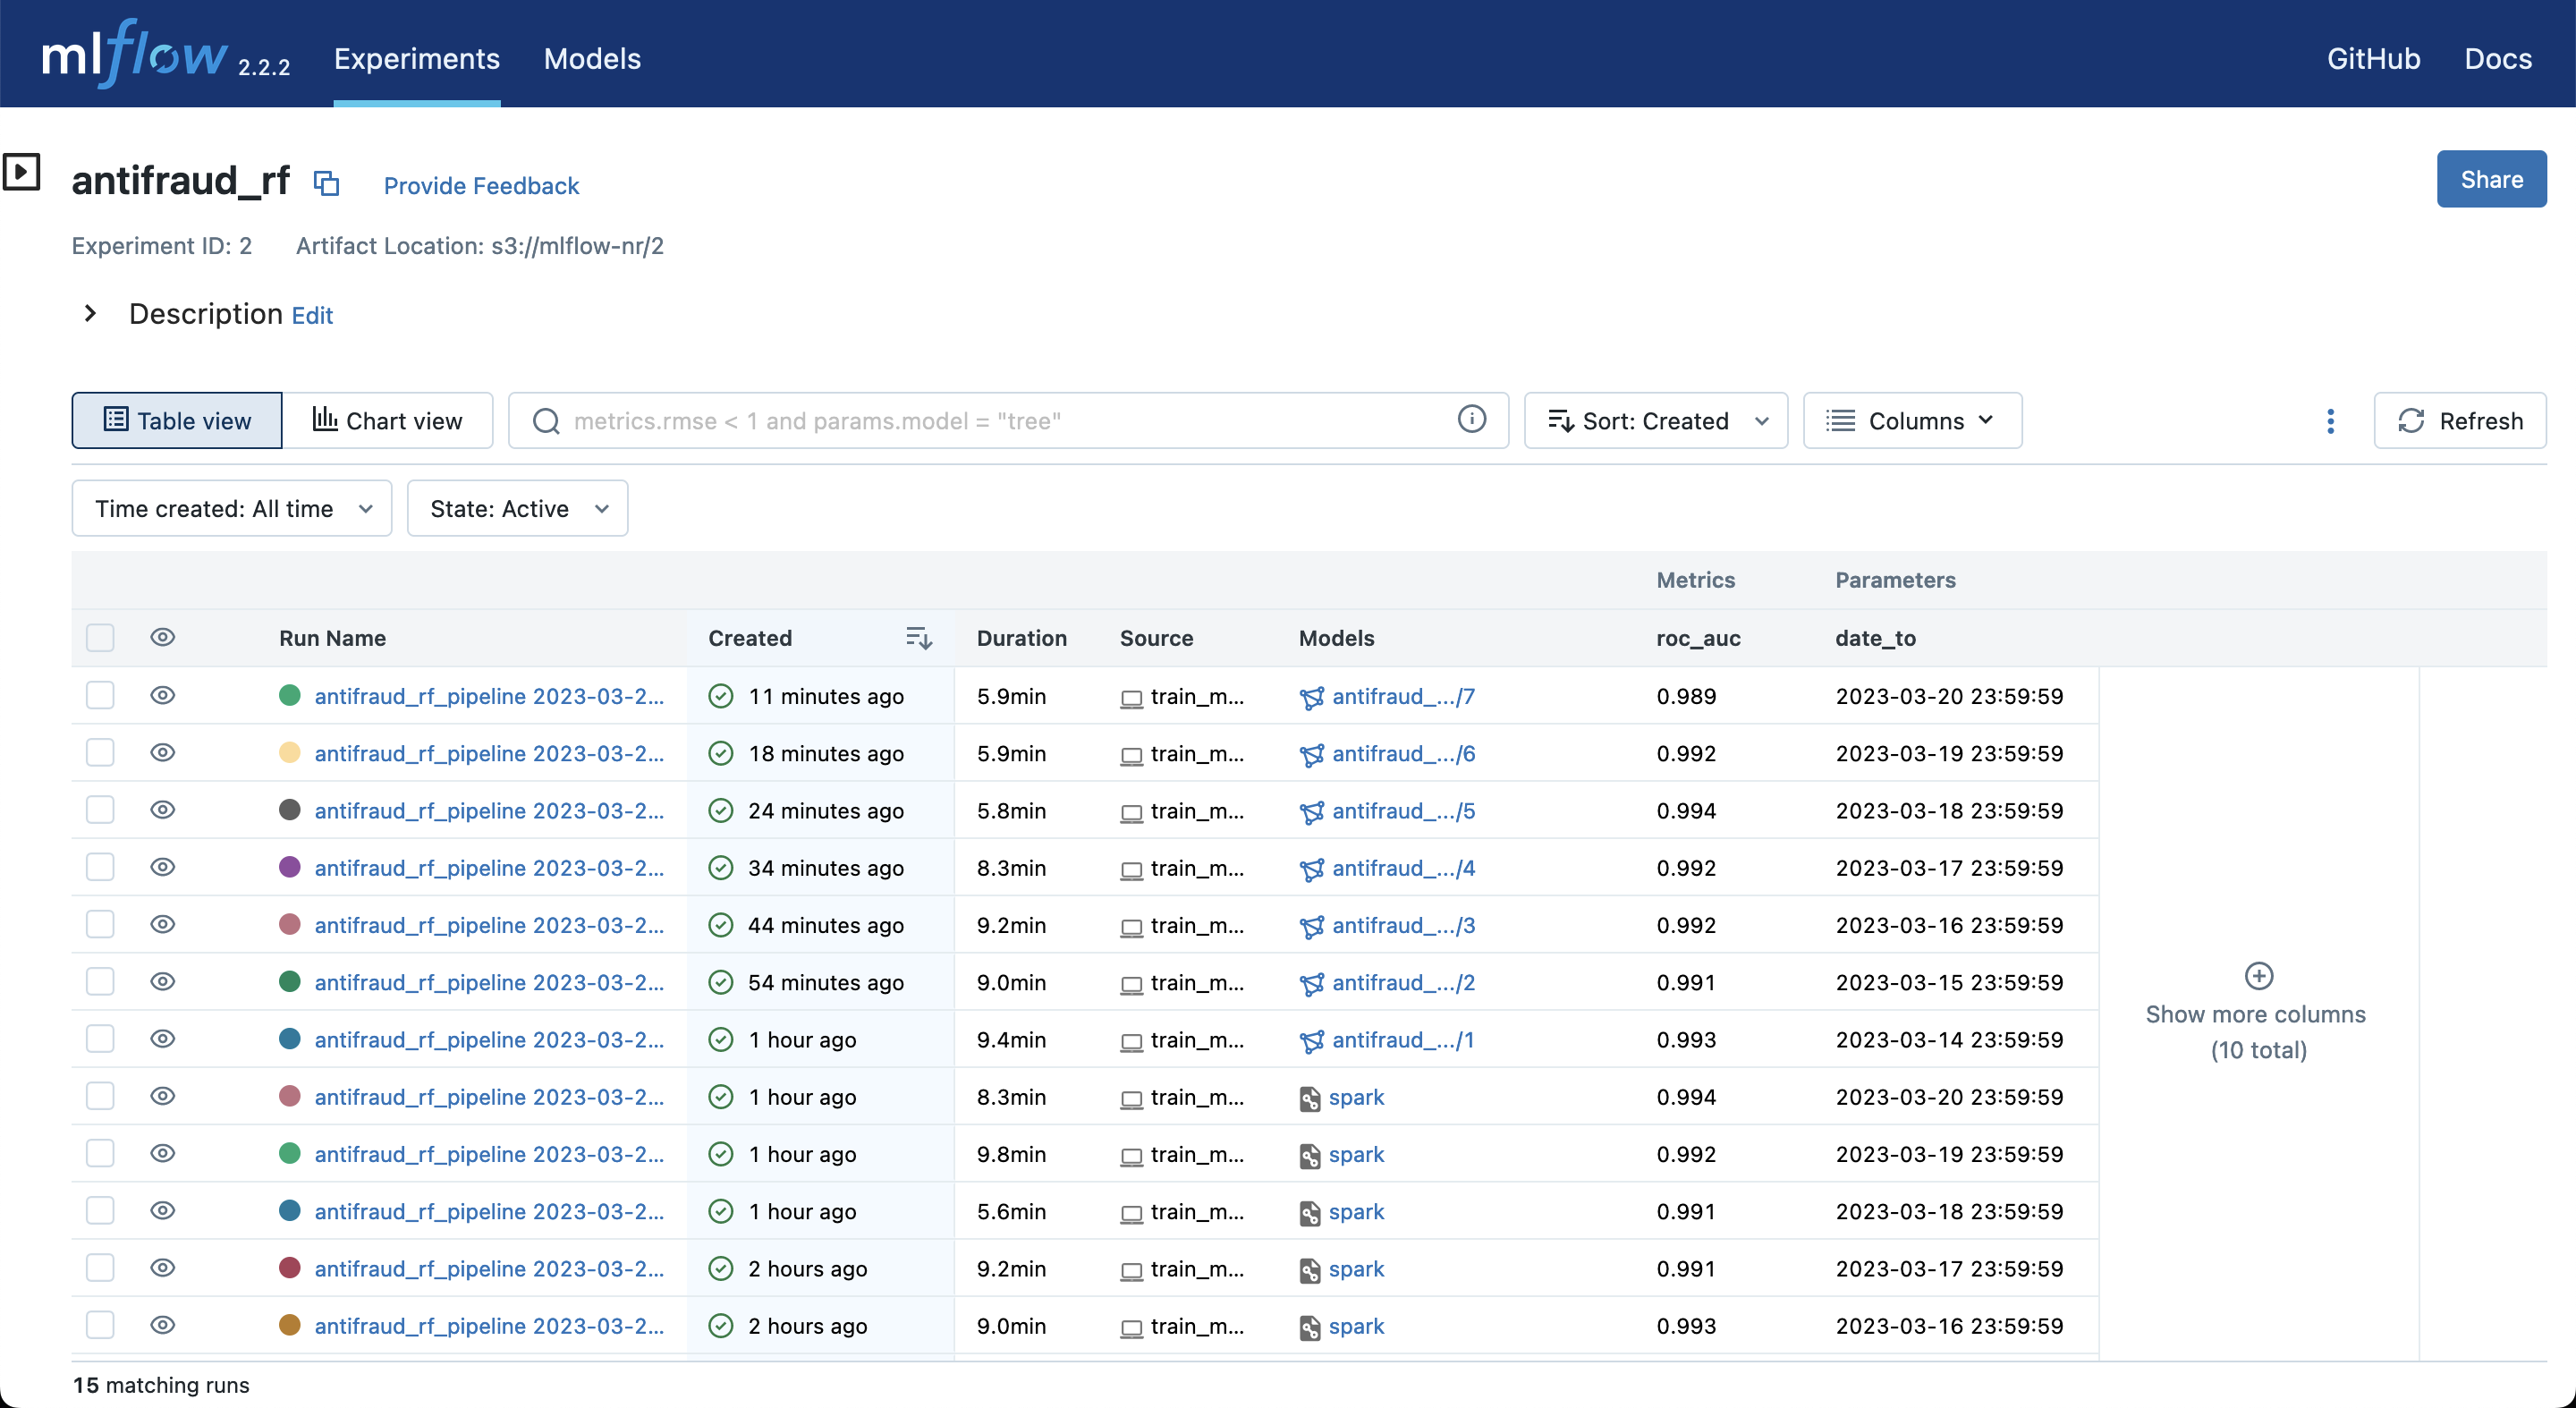 mlflow 2.2.2 Experiments Models GitHub Docs
antifraud_rf Provide Feedback Share
Experiment ID: 2 Artifact Location: s3://mlflow-nr/2
Description Edit
Table view Chart view metrics.rmse < 1 and params.model = "tree" Sort: Created Columns Refresh
Time created: All time State: Active
Metrics Parameters
Run Name Created Duration Source Models roc_auc date_to
antifraud_rf_pipeline 2023-03-2... 11 minutes ago 5.9min train_m... antifraud_.../7 0.989 2023-03-20 23:59:59
antifraud_rf_pipeline 2023-03-2... 18 minutes ago 5.9min train_m... antifraud_.../6 0.992 2023-03-19 23:59:59
antifraud_rf_pipeline 2023-03-2... 24 minutes ago 5.8min train_m... antifraud_.../5 0.994 2023-03-18 23:59:59
antifraud_rf_pipeline 2023-03-2... 34 minutes ago 8.3min train_m... antifraud_.../4 0.992 2023-03-17 23:59:59
antifraud_rf_pipeline 2023-03-2... 44 minutes ago 9.2min train_m... antifraud_.../3 0.992 2023-03-16 23:59:59
antifraud_rf_pipeline 2023-03-2... 54 minutes ago 9.0min train_m... antifraud_.../2 0.991 2023-03-15 23:59:59
antifraud_rf_pipeline 2023-03-2... 1 hour ago 9.4min train_m... antifraud_.../1 0.993 2023-03-14 23:59:59
antifraud_rf_pipeline 2023-03-2... 1 hour ago 8.3min train_m... spark 0.994 2023-03-20 23:59:59
antifraud_rf_pipeline 2023-03-2... 1 hour ago 9.8min train_m... spark 0.992 2023-03-19 23:59:59
antifraud_rf_pipeline 2023-03-2... 1 hour ago 5.6min train_m... spark 0.991 2023-03-18 23:59:59
antifraud_rf_pipeline 2023-03-2... 2 hours ago 9.2min train_m... spark 0.991 2023-03-17 23:59:59
antifraud_rf_pipeline 2023-03-2... 2 hours ago 9.0min train_m... spark 0.993 2023-03-16 23:59:59
Show more columns
(10 total)
15 matching runs